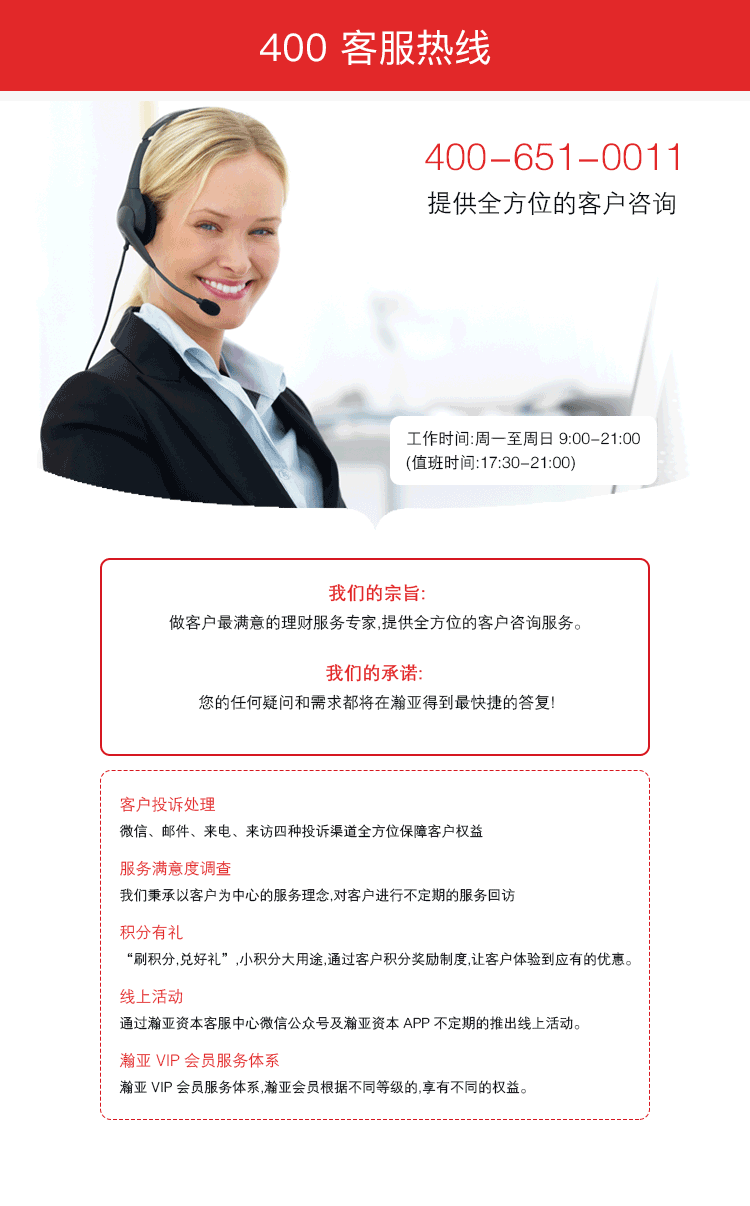 400 客服热线
400-651-0011
提供全方位的客户咨询
工作时间:周一至周日 9:00-21:00
(值班时间:17:30-21:00)
我们的宗旨:
做客户最满意的理财服务专家,提供全方位的客户咨询服务。
我们的承诺:
您的任何疑问和需求都将在瀚亚得到最快捷的答复!
客户投诉处理
微信、邮件、来电、来访四种投诉渠道全方位保障客户权益
服务满意度调查
我们秉承以客户为中心的服务理念,对客户进行不定期的服务回访
积分有礼
“刷积分,兑好礼”,小积分大用途,通过客户积分奖励制度,让客户体验到应有的优惠。
线上活动
通过瀚亚资本客服中心微信公众号及瀚亚资本 APP 不定期的推出线上活动。
瀚亚 VIP 会员服务体系
瀚亚 VIP 会员服务体系,瀚亚会员根据不同等级的,享有不同的权益。